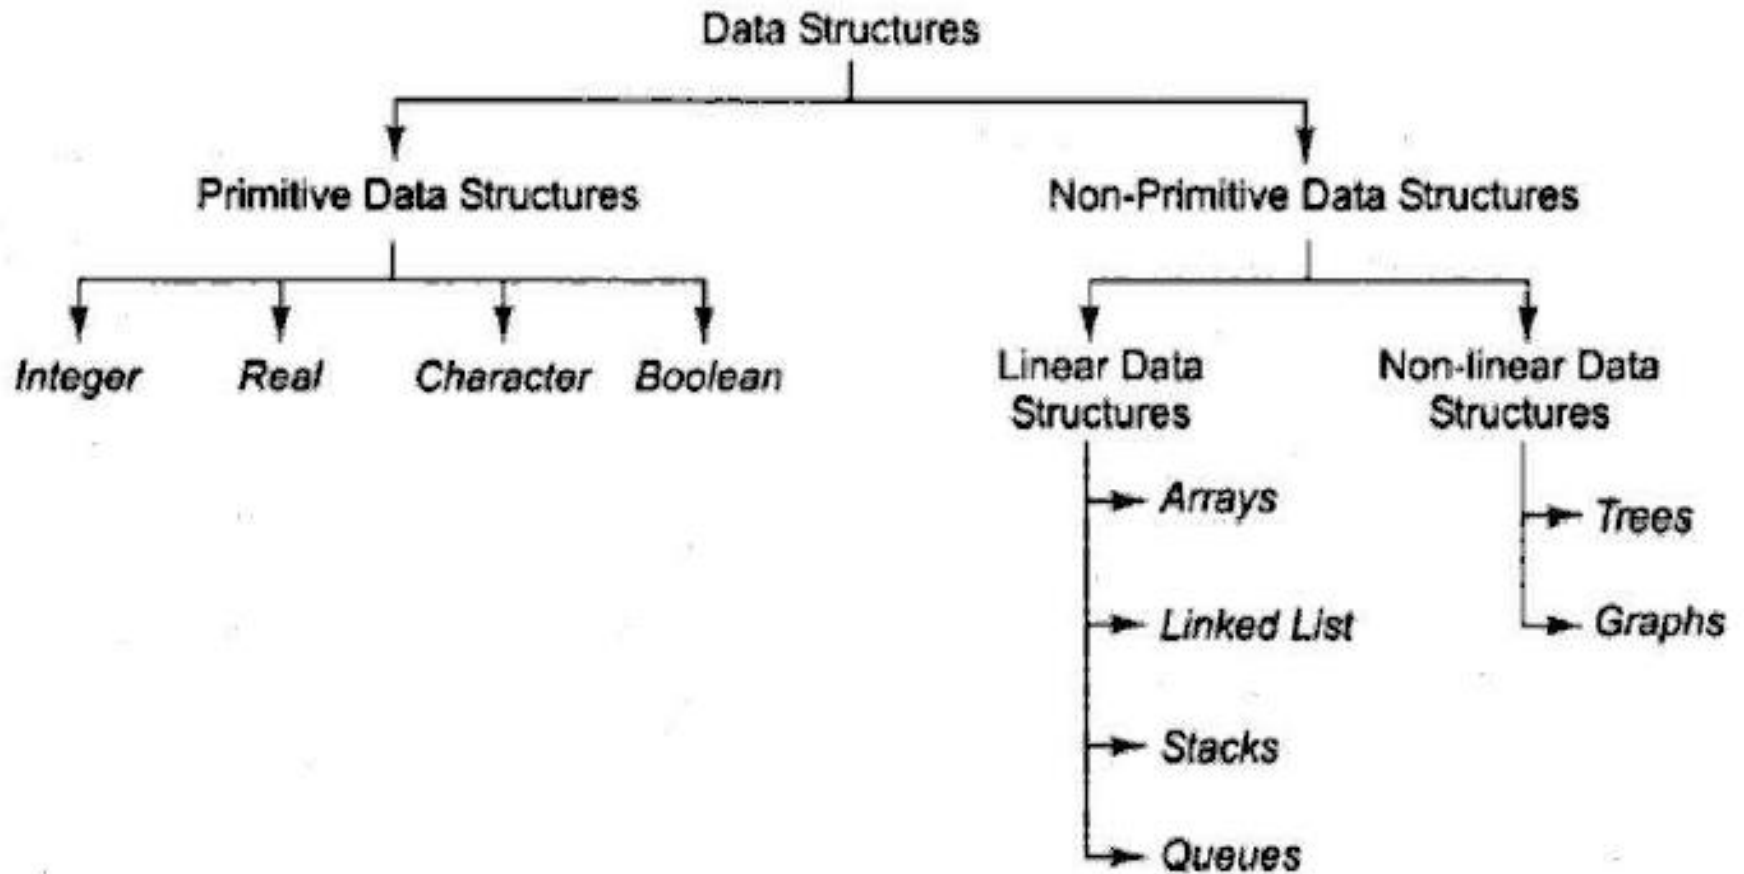 Data Structures
Primitive Data Structures
Non-Primitive Data Structures
Integer
Real
Character
Boolean
Linear Data
Structures
Non-linear Data
Structures
Arrays
Linked List
Stacks
Queues
Trees
Graphs